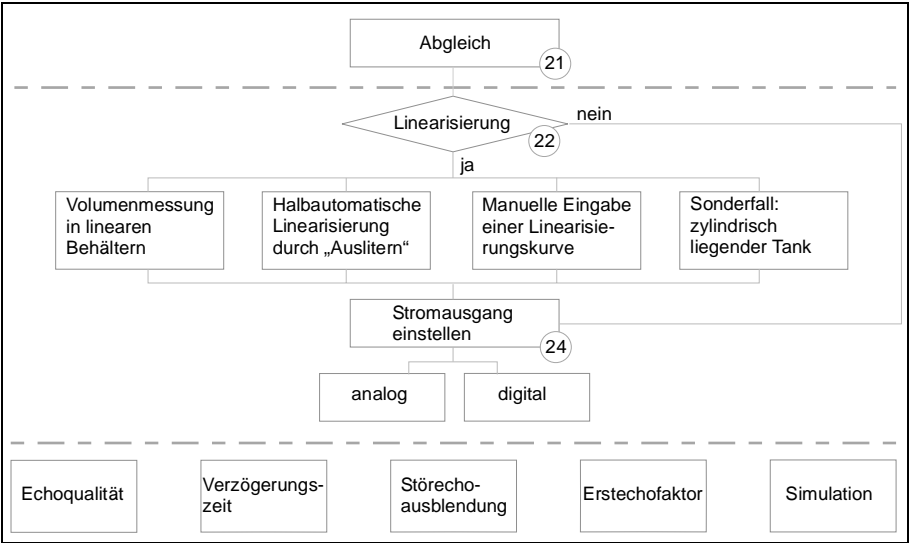 Abgleich
21
Linearisierung
22
nein
ja
Volumenmessung
in linearen
Behältern
Halbautomatische
Linearisierung
durch „Auslitern“
Manuelle Eingabe
einer Linearisie-
rungskurve
Sonderfall:
zylindrisch
liegender Tank
Stromausgang
einstellen
24
analog
digital
Echoqualität
Verzögerungs-
zeit
Störecho-
ausblendung
Erstechofaktor
Simulation